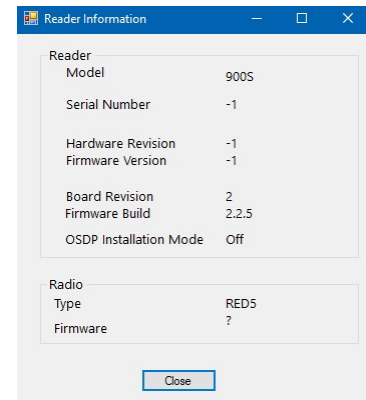 Reader Information
Reader
Model 900S
Serial Number -1
Hardware Revision -1
Firmware Version -1
Board Revision 2
Firmware Build 2.2.5
OSDP Installation Mode Off
Radio
Type RED5
Firmware ?
Close